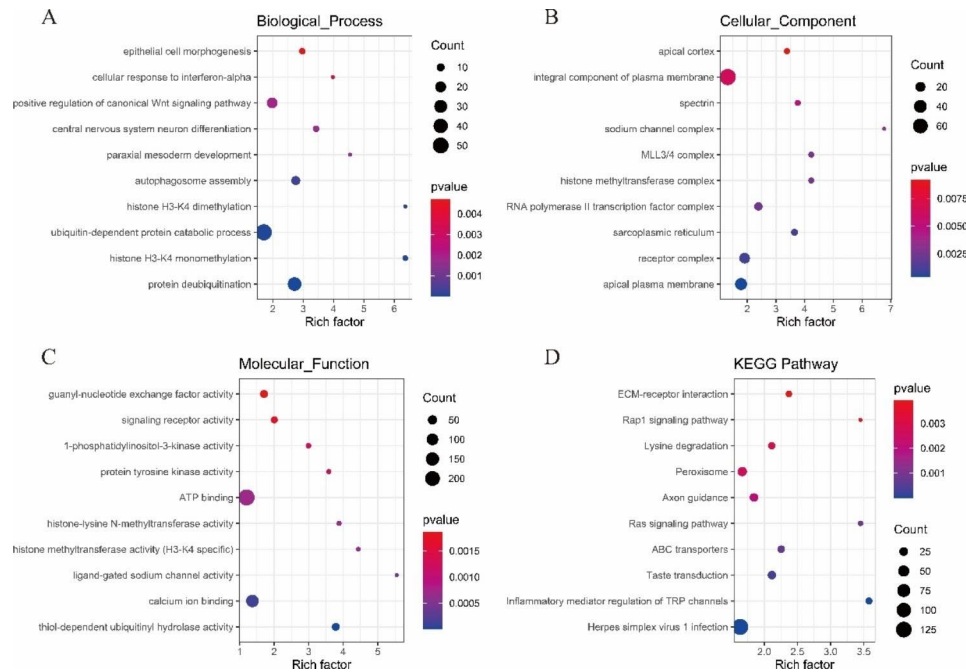 A
Biological_Process
epithelial cell morphogenesis
cellular response to interferon-alpha
positive regulation of canonical Wnt signaling pathway
central nervous system neuron differentiation
paraxial mesoderm development
autophagosome assembly
histone H3-K4 dimethylation
ubiquitin-dependent protein catabolic process
histone H3-K4 monomethylation
protein deubiquitination
2 3 4 5 6
Rich factor
Count
10
20
30
40
50
pvalue
0.004
0.003
0.002
0.001
B
Cellular_Component
apical cortex
integral component of plasma membrane
spectrin
sodium channel complex
MLL3/4 complex
histone methyltransferase complex
RNA polymerase II transcription factor complex
sarcoplasmic reticulum
receptor complex
apical plasma membrane
2 3 4 5 6 7
Rich factor
Count
20
40
60
pvalue
0.0075
0.0050
0.0025
C
Molecular_Function
guanyl-nucleotide exchange factor activity
signaling receptor activity
1-phosphatidylinositol-3-kinase activity
protein tyrosine kinase activity
ATP binding
histone-lysine N-methyltransferase activity
histone methyltransferase activity (H3-K4 specific)
ligand-gated sodium channel activity
calcium ion binding
thiol-dependent ubiquitinyl hydrolase activity
1 2 3 4 5
Rich factor
Count
50
100
150
200
pvalue
0.0015
0.0010
0.0005
D
KEGG Pathway
ECM-receptor interaction
Rap1 signaling pathway
Lysine degradation
Peroxisome
Axon guidance
Ras signaling pathway
ABC transporters
Taste transduction
Inflammatory mediator regulation of TRP channels
Herpes simplex virus 1 infection
2.0 2.5 3.0 3.5
Rich factor
pvalue
0.003
0.002
0.001
Count
25
50
75
100
125